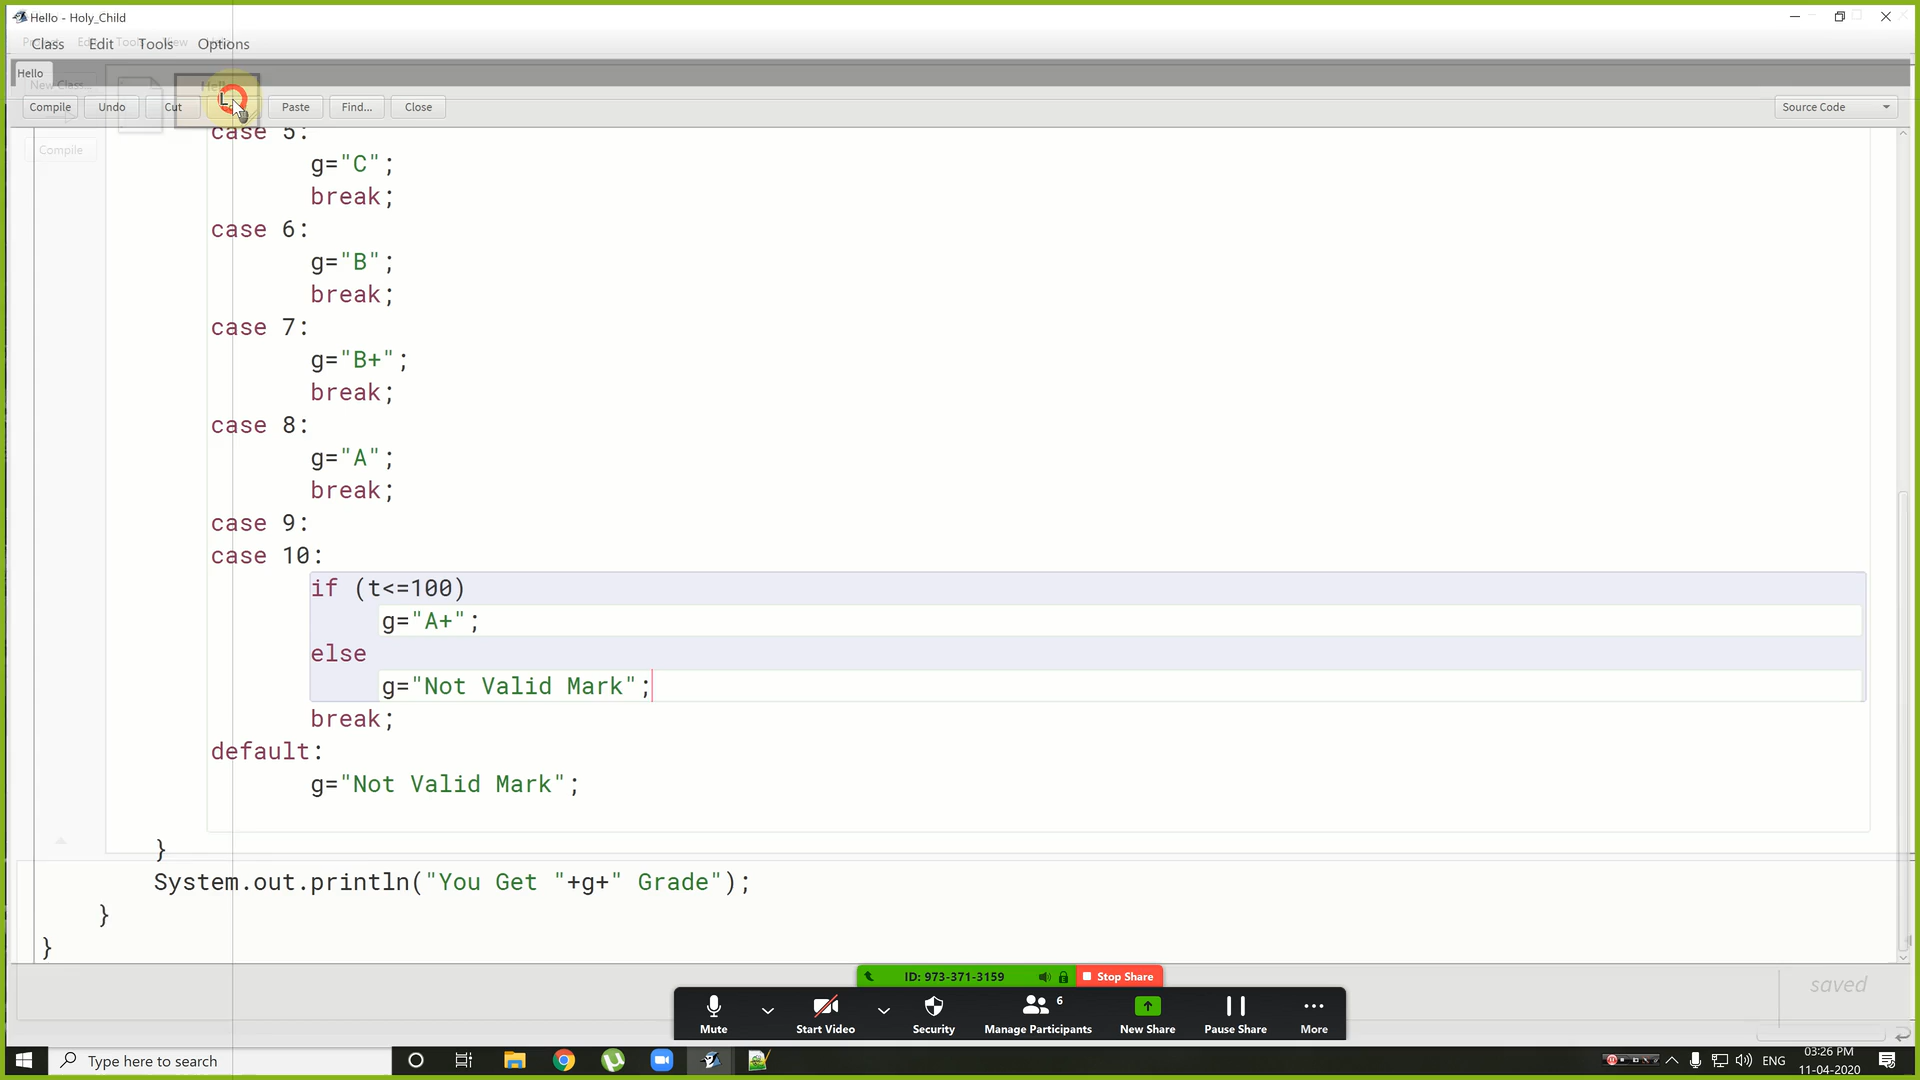 Hello - Holy_Child
Class Edit Tools Options
Hello
New Class...
Compile Undo Cut Paste Find... Close Source Code
Compile
case 5:
g="C";
break;
case 6:
g="B";
break;
case 7:
g="B+";
break;
case 8:
g="A";
break;
case 9:
case 10:
if (t<=100)
g="A+";
else
g="Not Valid Mark";
break;
default:
g="Not Valid Mark";
}
System.out.println("You Get "+g+" Grade");
}
}
ID: 973-371-3159 Stop Share
saved
6
Mute Start Video Security Manage Participants New Share Pause Share More
Type here to search
ENG
03:26 PM
11-04-2020